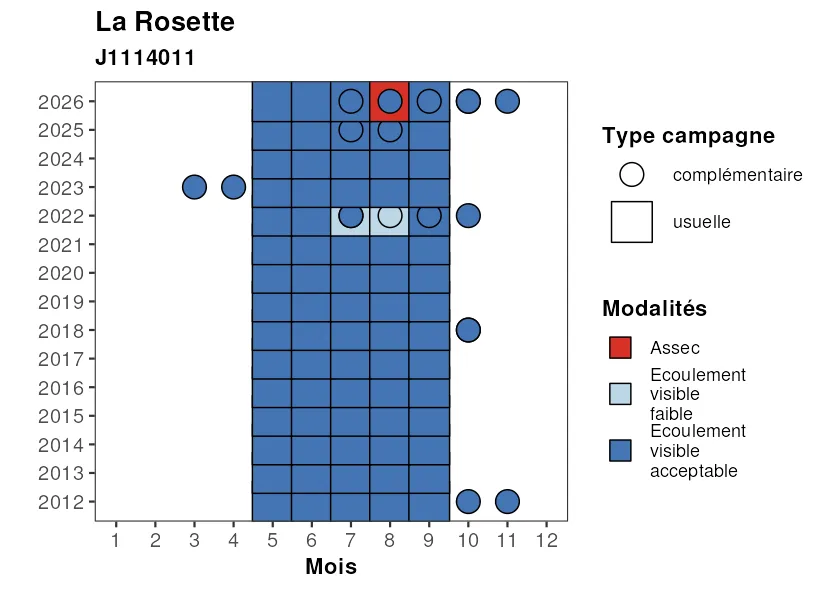 La Rosette
J1114011
2026
2025
2024
2023
2022
2021
2020
2019
2018
2017
2016
2015
2014
2013
2012
1 2 3 4 5 6 7 8 9 10 11 12
Mois
Type campagne
complémentaire
usuelle
Modalités
Assec
Ecoulement
visible
faible
Ecoulement
visible
acceptable